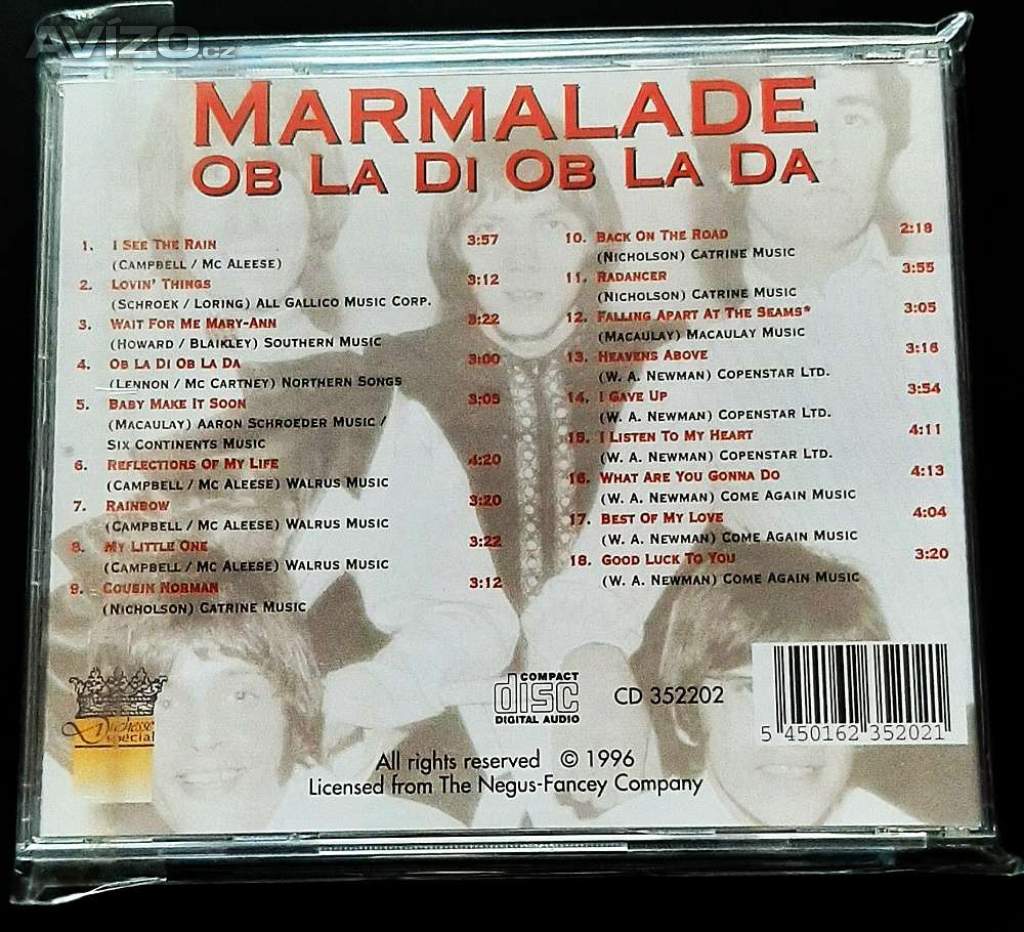 Avízo.cz
MARMALADE
OB LA DI OB LA DA
1. I SEE THE RAIN 3:57
(CAMPBELL / MC ALEESE)
2. LOVIN' THINGS 3:12
(SCHROEK / LORING) ALL GALLICO MUSIC CORP.
3. WAIT FOR ME MARY-ANN 3:22
(HOWARD / BLAIKLEY) SOUTHERN MUSIC
4. OB LA DI OB LA DA 3:00
(LENNON / MC CARTNEY) NORTHERN SONGS
5. BABY MAKE IT SOON 3:05
(MACAULAY) AARON SCHROEDER MUSIC /
SIX CONTINENTS MUSIC
6. REFLECTIONS OF MY LIFE 4:20
(CAMPBELL / MC ALEESE) WALRUS MUSIC
7. RAINBOW 3:20
(CAMPBELL / MC ALEESE) WALRUS MUSIC
8. MY LITTLE ONE 3:22
(CAMPBELL / MC ALEESE) WALRUS MUSIC
9. COUSIN NORMAN 3:12
(NICHOLSON) CATRINE MUSIC
10. BACK ON THE ROAD 2:18
(NICHOLSON) CATRINE MUSIC
11. RADANCER 3:55
(NICHOLSON) CATRINE MUSIC
12. FALLING APART AT THE SEAMS* 3:05
(MACAULAY) MACAULAY MUSIC
13. HEAVENS ABOVE 3:16
(W. A. NEWMAN) COPENSTAR LTD.
14. I GAVE UP 3:54
(W. A. NEWMAN) COPENSTAR LTD.
15. I LISTEN TO MY HEART 4:11
(W. A. NEWMAN) COPENSTAR LTD.
16. WHAT ARE YOU GONNA DO 4:13
(W. A. NEWMAN) COME AGAIN MUSIC
17. BEST OF MY LOVE 4:04
(W. A. NEWMAN) COME AGAIN MUSIC
18. GOOD LUCK TO YOU 3:20
(W. A. NEWMAN) COME AGAIN MUSIC
Duchesse
special
COMPACT
disc
DIGITAL AUDIO
CD 352202
5 450162 352021
All rights reserved © 1996
Licensed from The Negus-Fancey Company